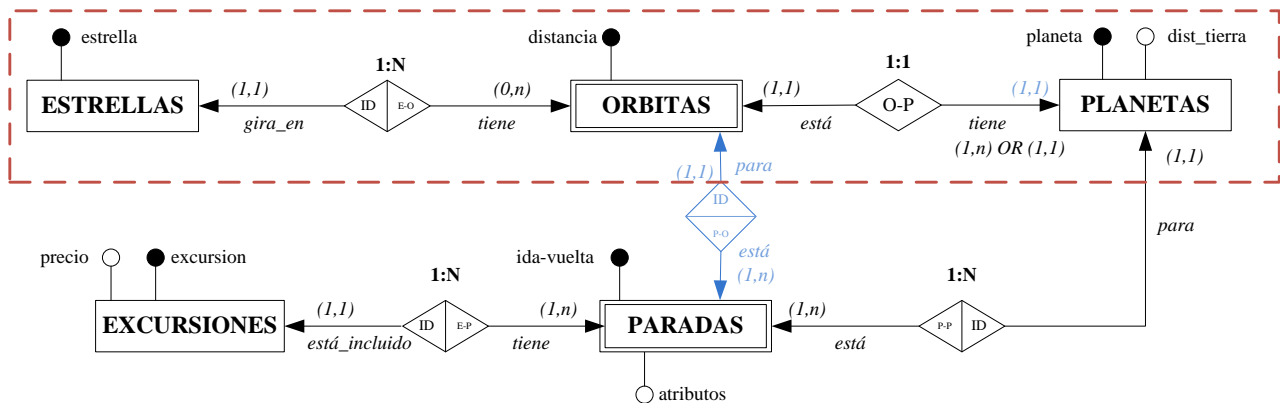 estrella
distancia
planeta
dist_tierra
1:N
1:1
(1,1)
(0,n)
(1,1)
(1,1)
ESTRELLAS
ID
E-O
ORBITAS
O-P
PLANETAS
gira_en
tiene
está
tiene
(1,n) OR (1,1)
(1,1)
(1,1)
para
ID
P-O
está
(1,n)
para
precio
excursion
ida-vuelta
1:N
1:N
(1,1)
(1,n)
(1,n)
EXCURSIONES
ID
E-P
PARADAS
P-P
ID
está_incluido
tiene
está
atributos